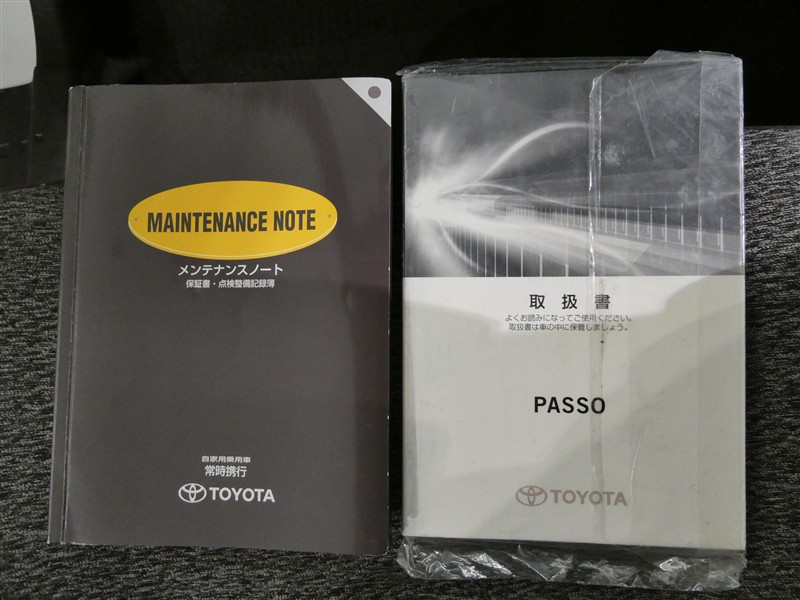 MAINTENANCE NOTE
メンテナンスノート
保証書・点検整備記録簿
自家用乗用車
常時携行
TOYOTA
取扱書
よくお読みになってご使用ください。
取扱書は車の中に保管しましょう。
PASSO
TOYOTA